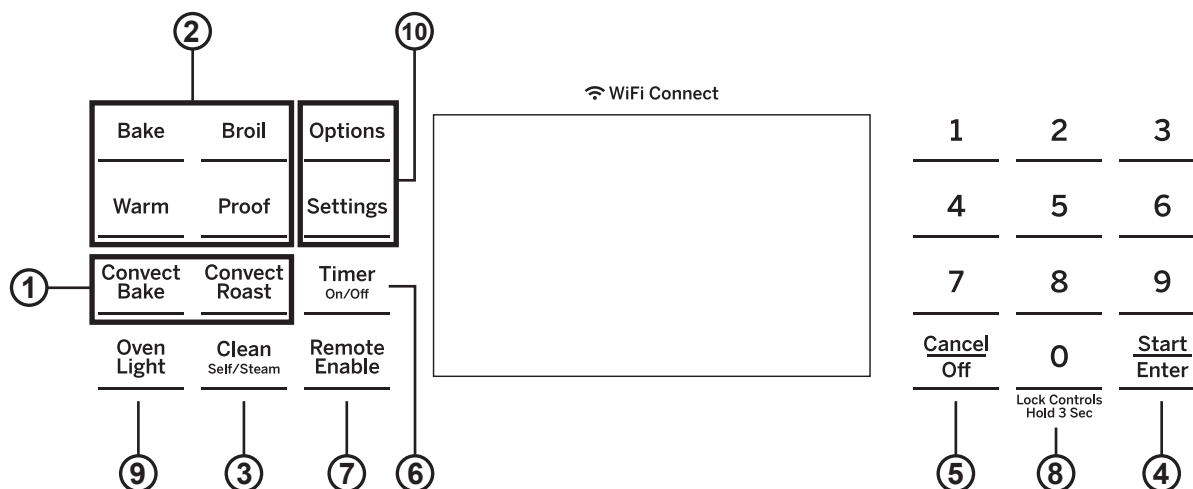 2
10
WiFi Connect
Bake
Broil
Options
1
2
3
Warm
Proof
Settings
4
5
6
1
Convect
Bake
Convect
Roast
Timer
On/Off
7
8
9
Oven
Light
Clean
Self/Steam
Remote
Enable
Cancel
Off
0
Lock Controls
Hold 3 Sec
Start
Enter
9
3
7
6
5
8
4